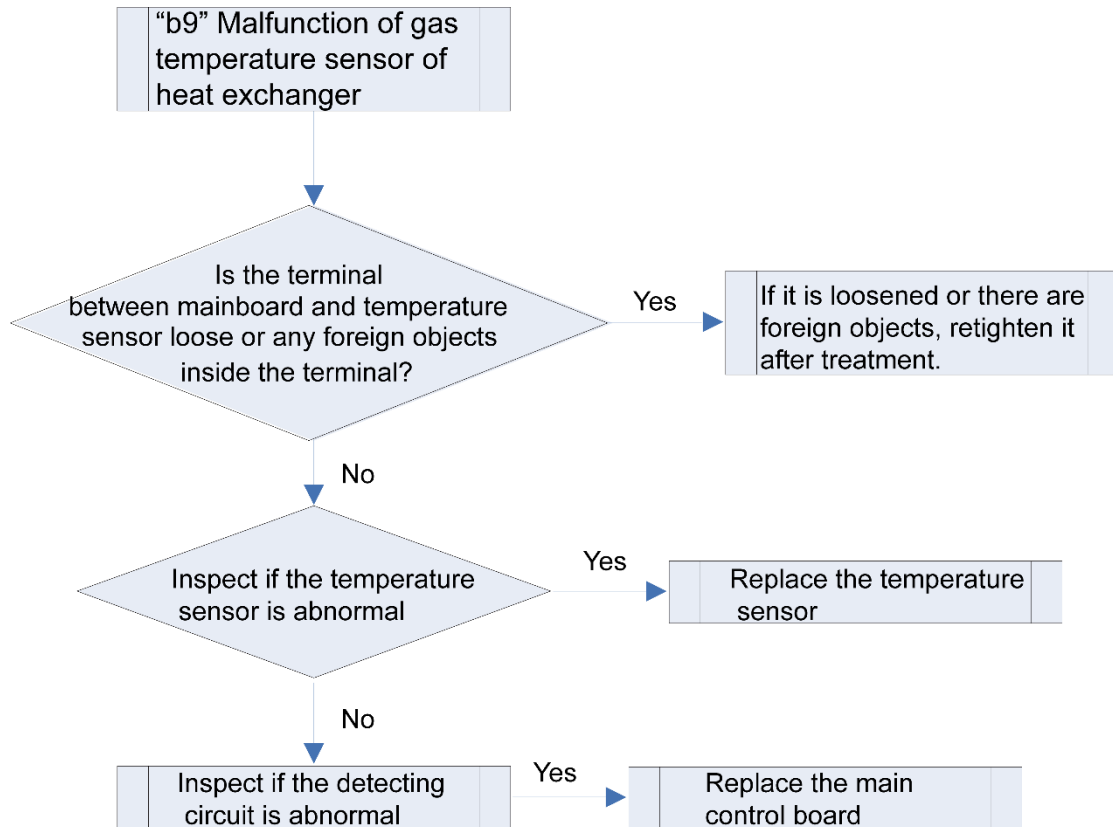 “b9” Malfunction of gas
temperature sensor of
heat exchanger
Is the terminal
between mainboard and temperature
sensor loose or any foreign objects
inside the terminal?
Yes
If it is loosened or there are
foreign objects, retighten it
after treatment.
No
Inspect if the temperature
sensor is abnormal
Yes
Replace the temperature
sensor
No
Inspect if the detecting
circuit is abnormal
Yes
Replace the main
control board